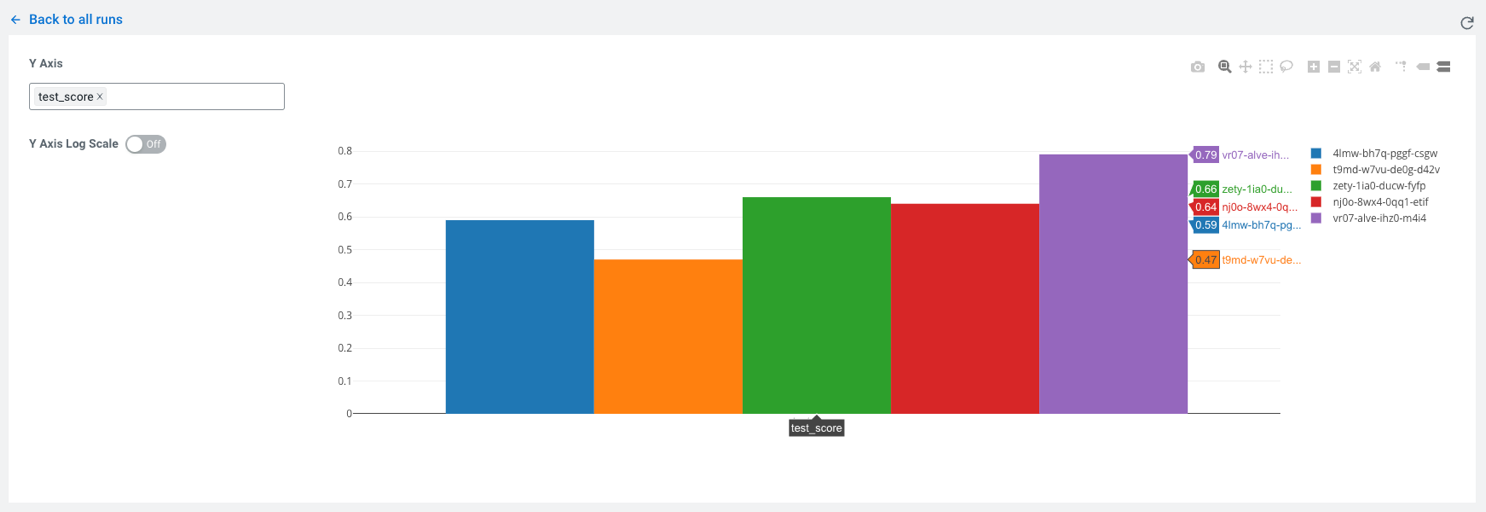 Back to all runs
Y Axis
test_score ×
Y Axis Log Scale Off
0.8
0.7
0.6
0.5
0.4
0.3
0.2
0.1
0
0.79 vr07-alve-ih...
0.66 zety-1ia0-du...
0.64 nj0o-8wx4-0q...
0.59 4lmw-bh7q-pg...
0.47 t9md-w7vu-de...
test_score
4lmw-bh7q-pggf-csgw
t9md-w7vu-de0g-d42v
zety-1ia0-ducw-fyfp
nj0o-8wx4-0qq1-etif
vr07-alve-ihz0-m4i4